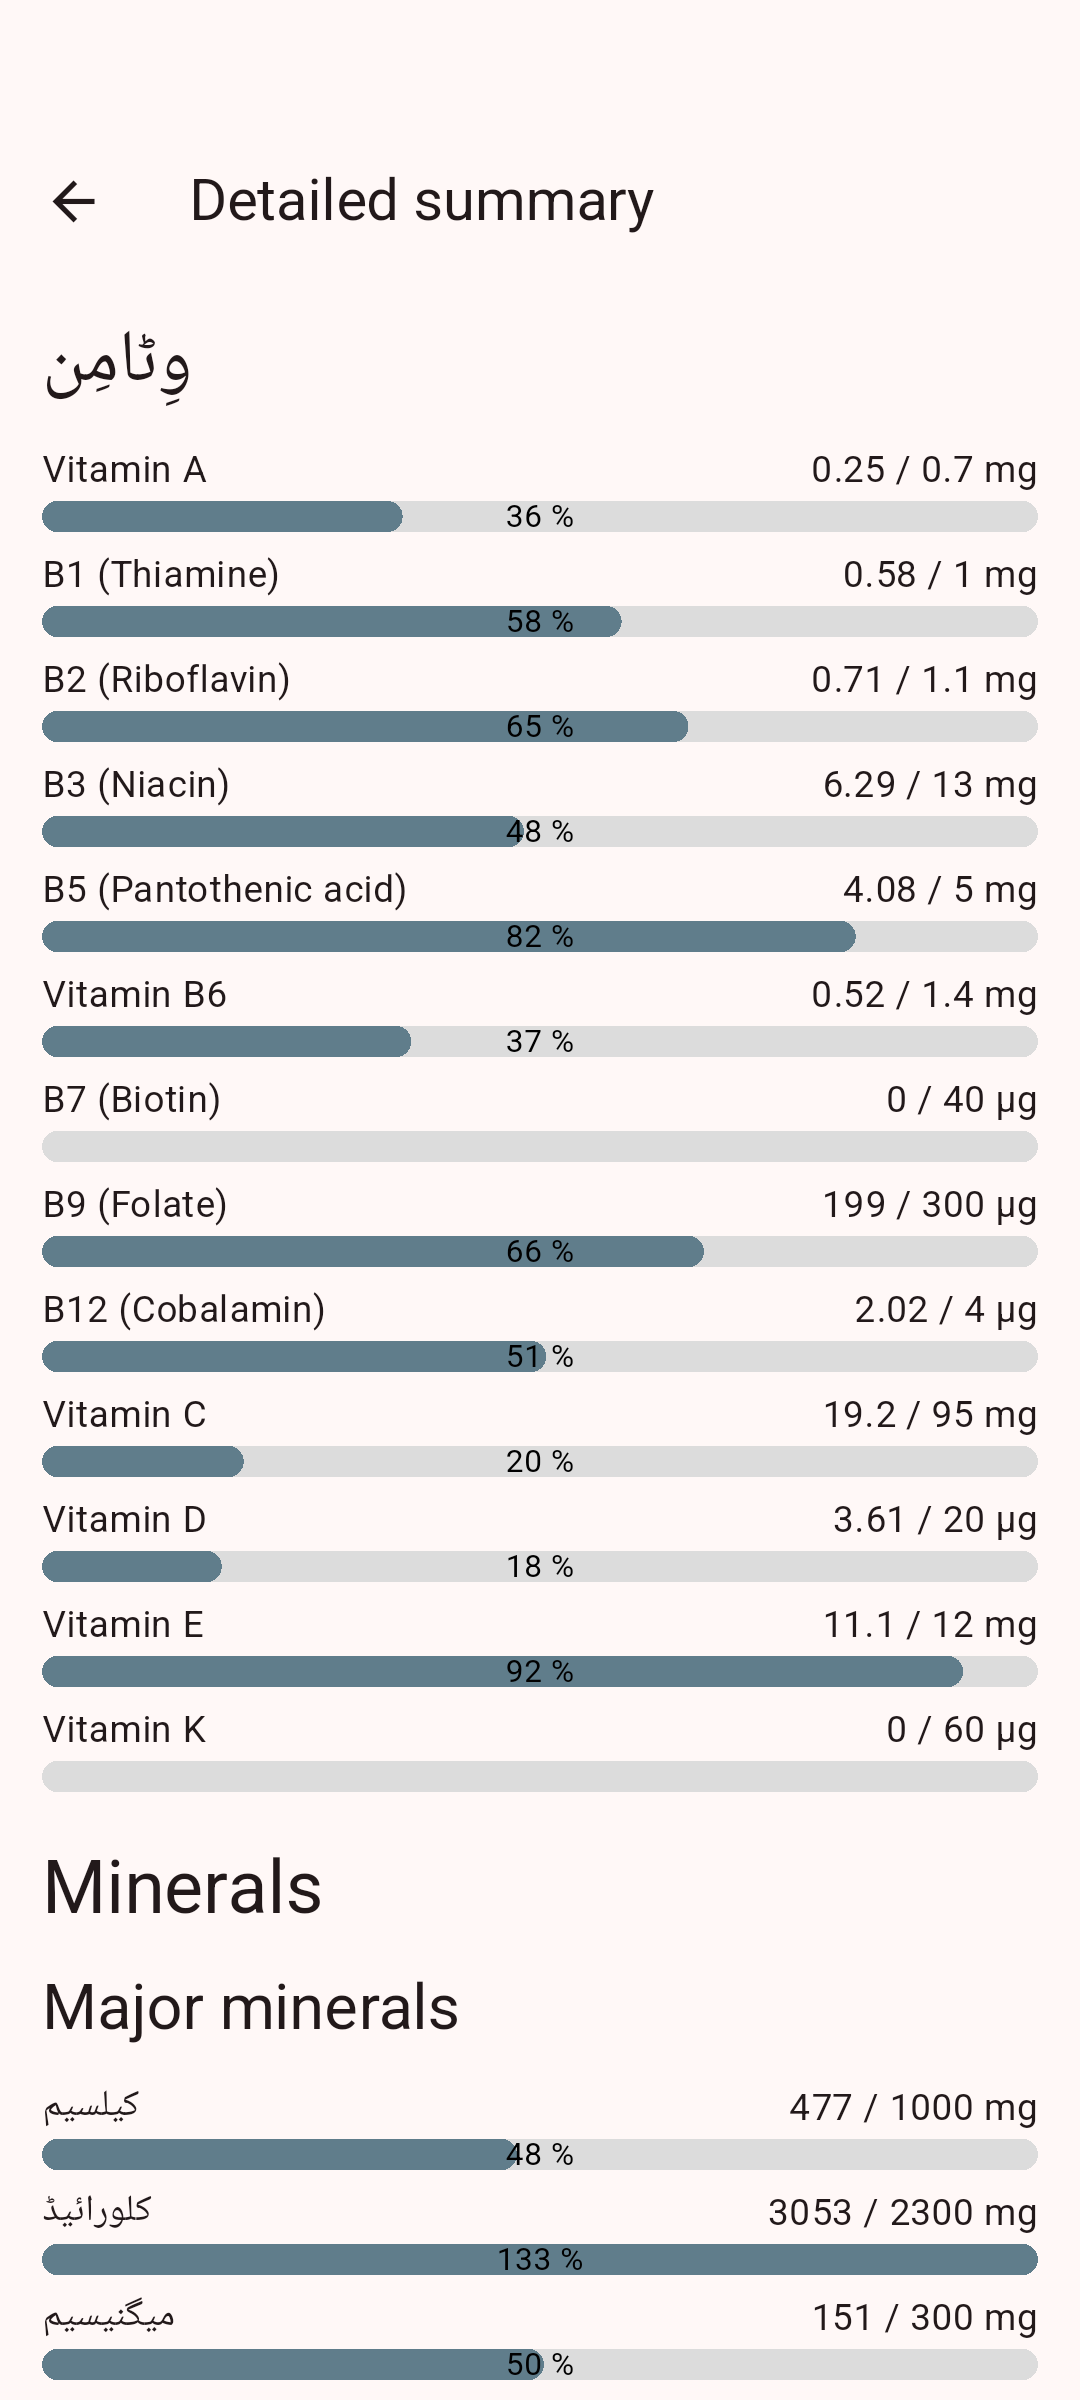 Detailed summary
وِٹامِن
Vitamin A 0.25 / 0.7 mg
36 %
B1 (Thiamine) 0.58 / 1 mg
58 %
B2 (Riboflavin) 0.71 / 1.1 mg
65 %
B3 (Niacin) 6.29 / 13 mg
48 %
B5 (Pantothenic acid) 4.08 / 5 mg
82 %
Vitamin B6 0.52 / 1.4 mg
37 %
B7 (Biotin) 0 / 40 µg
B9 (Folate) 199 / 300 µg
66 %
B12 (Cobalamin) 2.02 / 4 µg
51 %
Vitamin C 19.2 / 95 mg
20 %
Vitamin D 3.61 / 20 µg
18 %
Vitamin E 11.1 / 12 mg
92 %
Vitamin K 0 / 60 µg
Minerals
Major minerals
کیلسیم 477 / 1000 mg
48 %
کلورائیڈ 3053 / 2300 mg
133 %
میگنیسیم 151 / 300 mg
50 %